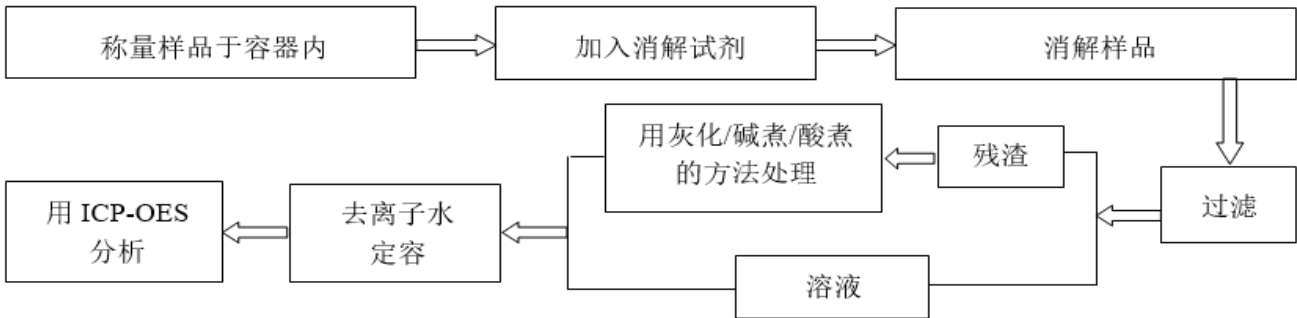 称量样品于容器内
加入消解试剂
消解样品
过滤
残渣
用灰化/碱煮/酸煮
的方法处理
溶液
去离子水
定容
用 ICP-OES
分析